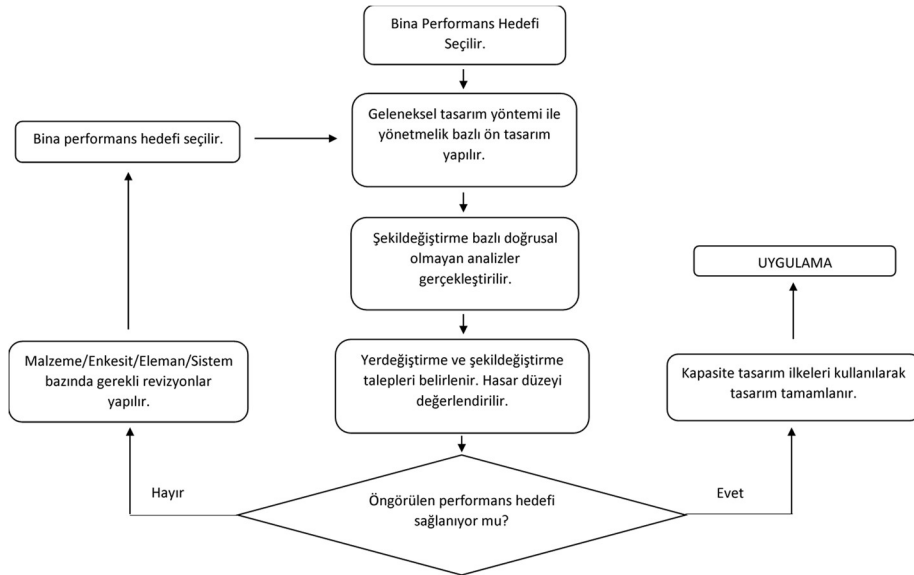 Bina Performans Hedefi
Seçilir.
Geleneksel tasarım yöntemi ile
yönetmelik bazlı ön tasarım
yapılır.
Bina performans hedefi seçilir.
Şekildeğiştirme bazlı doğrusal
olmayan analizler
gerçekleştirilir.
UYGULAMA
Malzeme/Enkesit/Eleman/Sistem
bazında gerekli revizyonlar
yapılır.
Yerdeğiştirme ve şekildeğiştirme
talepleri belirlenir. Hasar düzeyi
değerlendirilir.
Kapasite tasarım ilkeleri kullanılarak
tasarım tamamlanır.
Hayır
Öngörülen performans hedefi
sağlanıyor mu?
Evet